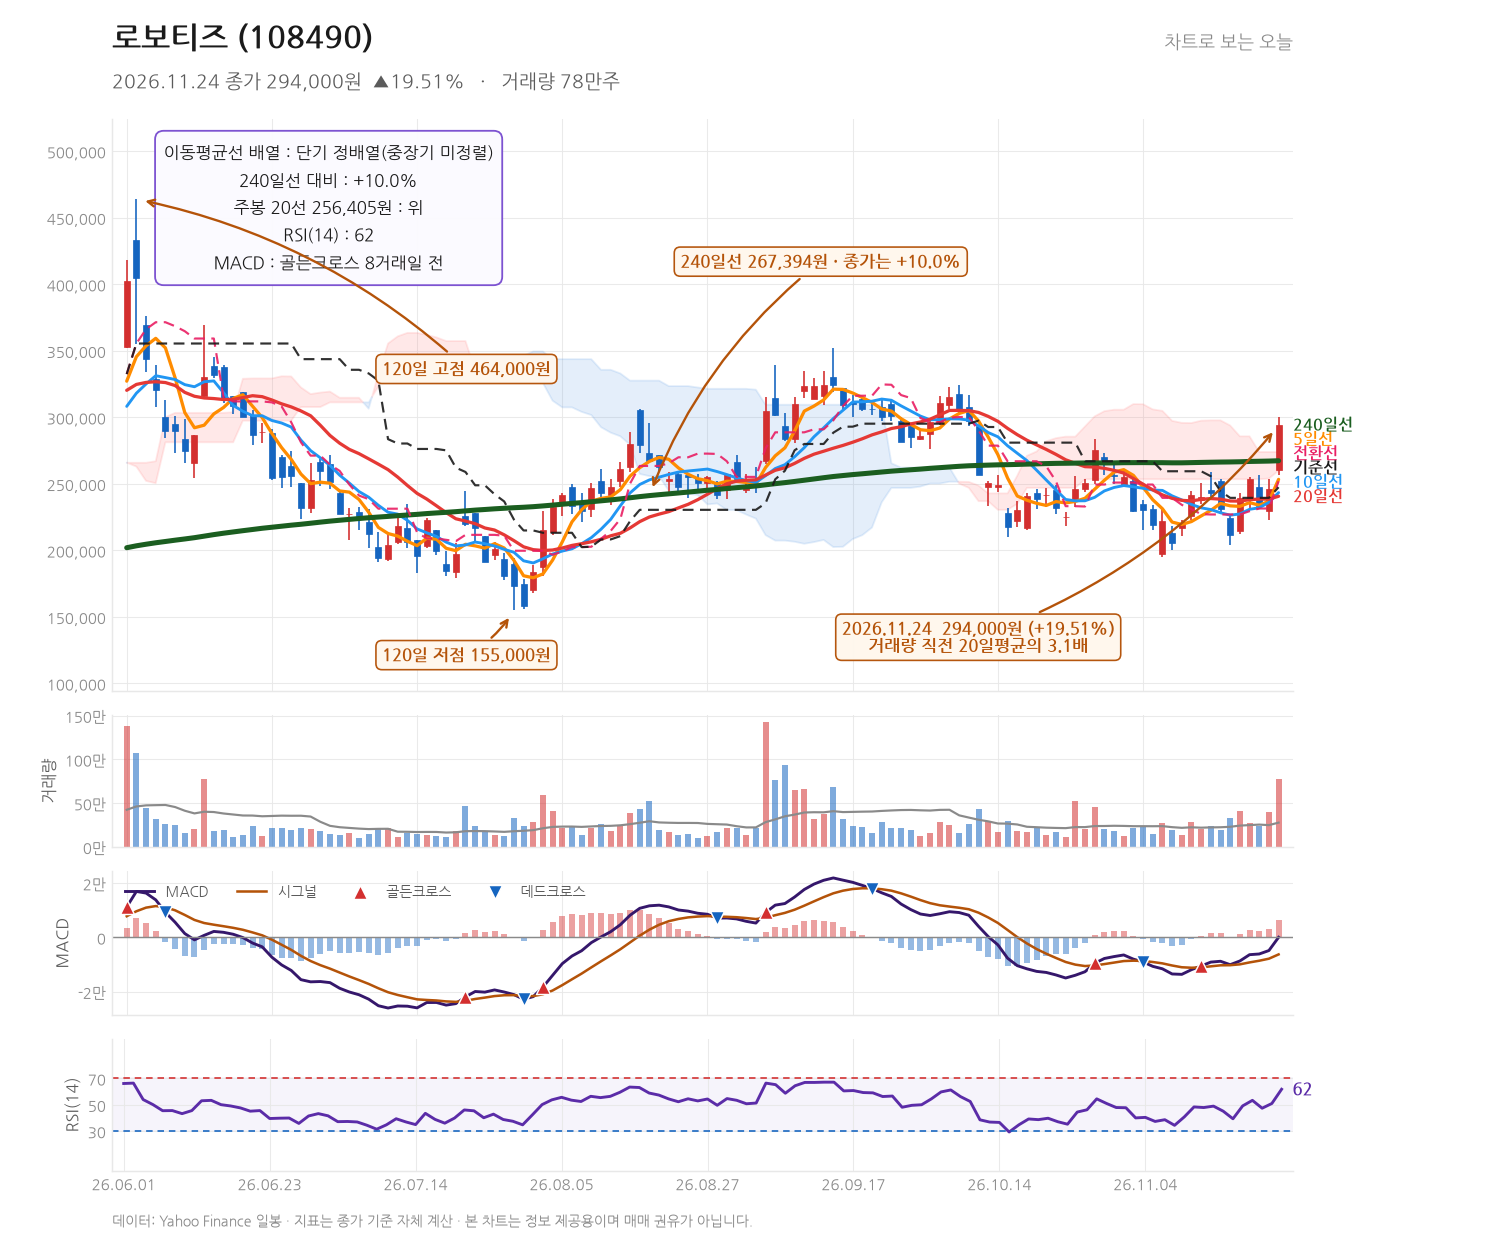 로보티즈 (108490)
차트로 보는 오늘
2026.11.24 종가 294,000원 ▲19.51% · 거래량 78만주
이동평균선 배열 : 단기 정배열(중장기 미정렬)
240일선 대비 : +10.0%
주봉 20선 256,405원 : 위
RSI(14) : 62
MACD : 골든크로스 8거래일 전
240일선 267,394원 · 종가는 +10.0%
120일 고점 464,000원
120일 저점 155,000원
2026.11.24 294,000원 (+19.51%)
거래량 직전 20일평균의 3.1배
500,000
450,000
400,000
350,000
300,000
250,000
200,000
150,000
100,000
240일선
5일선
전환선
기준선
10일선
20일선
거래량
150만
100만
50만
0만
MACD
2만
0
-2만
MACD
시그널
골든크로스
데드크로스
RSI(14)
70
50
30
62
26.06.01
26.06.23
26.07.14
26.08.05
26.08.27
26.09.17
26.10.14
26.11.04
데이터: Yahoo Finance 일봉 · 지표는 종가 기준 자체 계산 · 본 차트는 정보 제공용이며 매매 권유가 아닙니다.